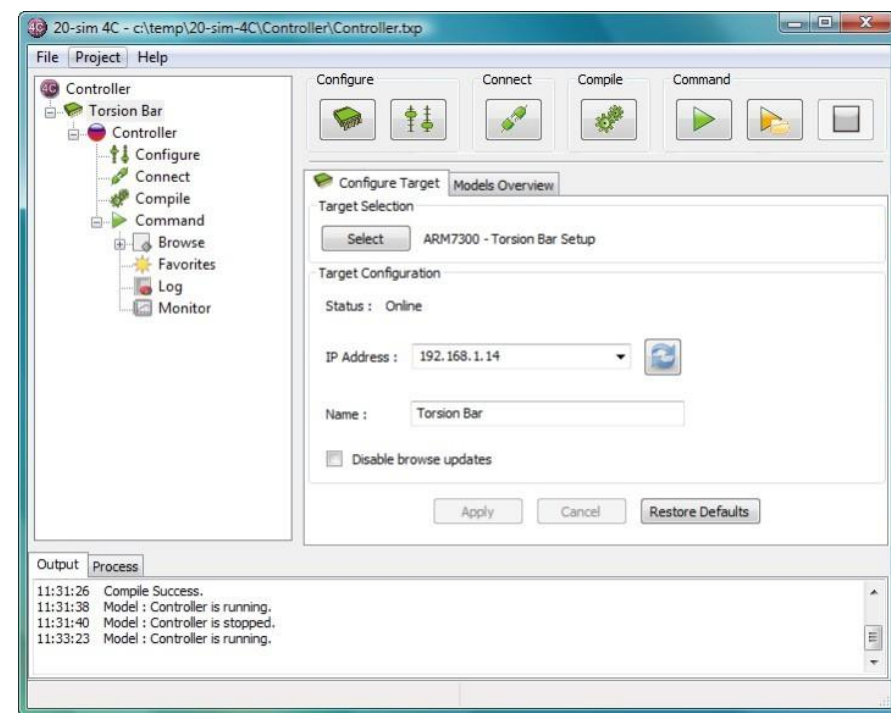 20-sim 4C - c:\temp\20-sim-4C\Controller\Controller.txp
File Project Help
4C Controller
Torsion Bar
Controller
Configure
Connect
Compile
Command
Browse
Favorites
Log
Monitor
Configure Connect Compile Command
Configure Target Models Overview
Target Selection
Select ARM7300 - Torsion Bar Setup
Target Configuration
Status : Online
IP Address : 192.168.1.14
Name : Torsion Bar
Disable browse updates
Apply Cancel Restore Defaults
Output Process
11:31:26 Compile Success.
11:31:38 Model : Controller is running.
11:31:40 Model : Controller is stopped.
11:33:23 Model : Controller is running.